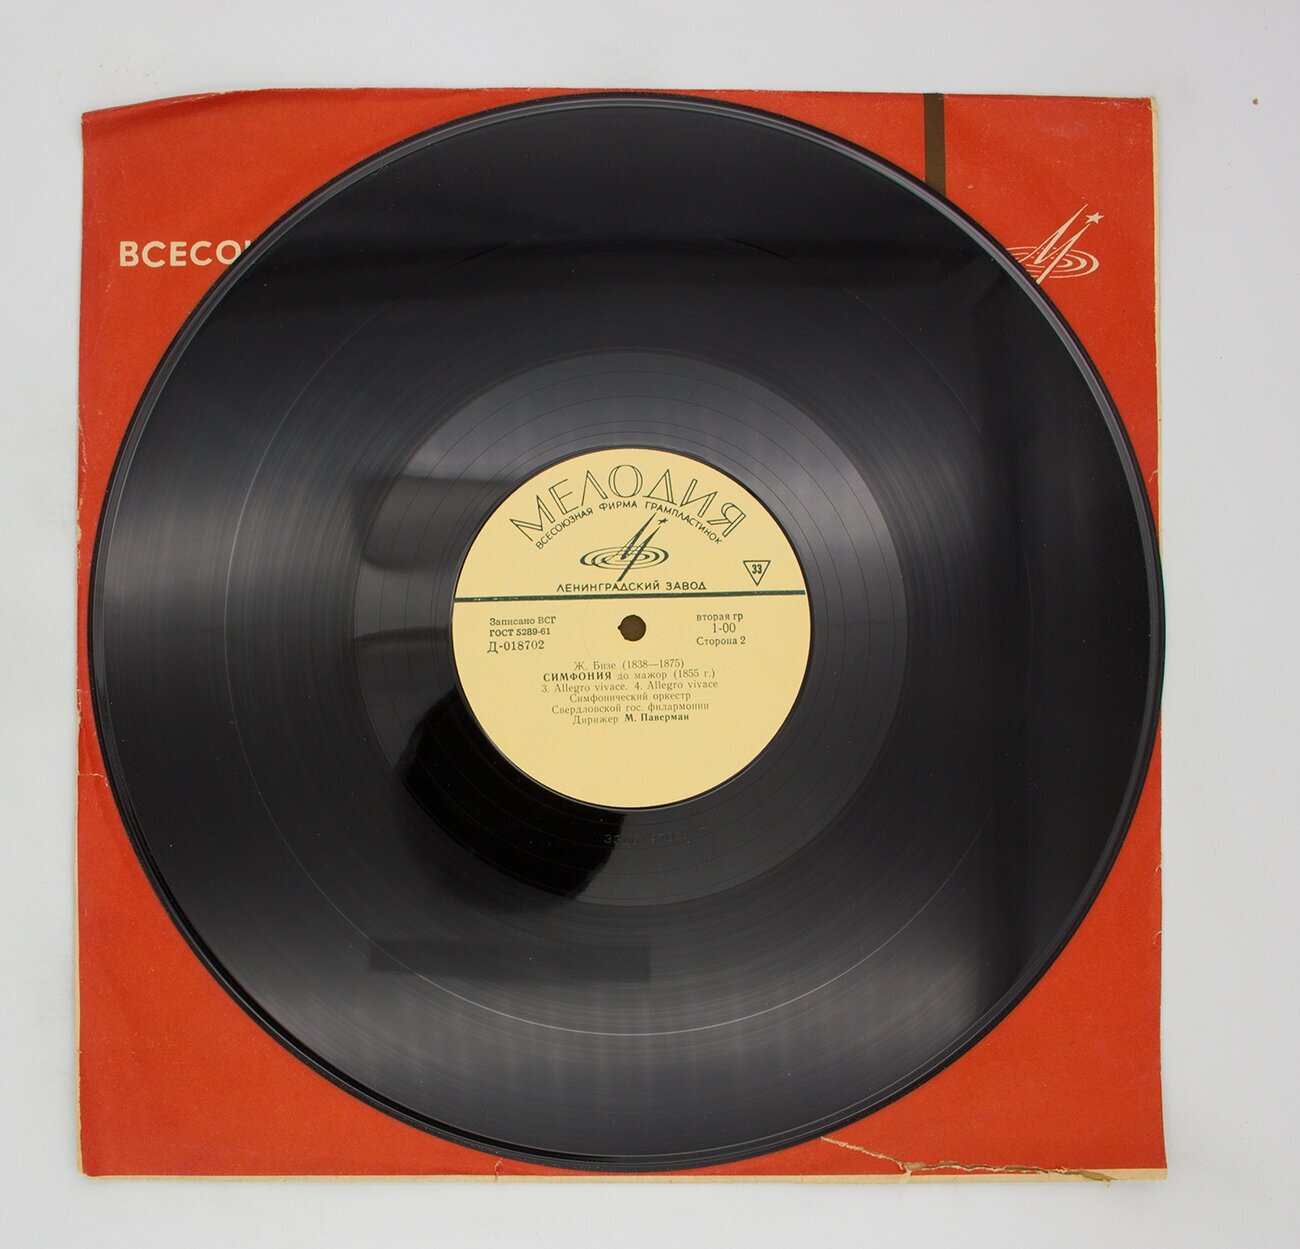 ВСЕСОЮ
МЕЛОДИЯ
ВСЕСОЮЗНАЯ ФИРМА ГРАМПЛАСТИНОК
ЛЕНИНГРАДСКИЙ ЗАВОД
33
Записано ВСГ
ГОСТ 5289-61
Д-018702
вторая гр
1-00
Сторона 2
Ж. Бизе (1838—1875)
СИМФОНИЯ до мажор (1855 г.)
3. Allegro vivace. 4. Allegro vivace
Симфонический оркестр
Свердловской гос. филармонии
Дирижер М. Паверман